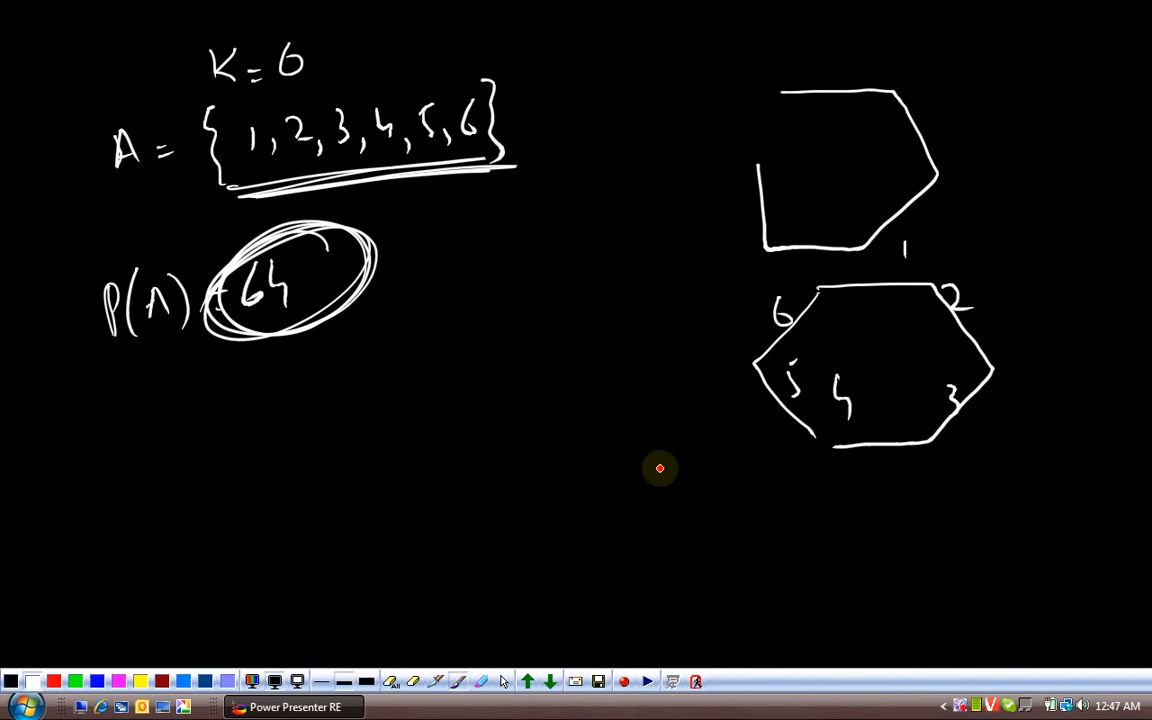 K = 6
A = { 1, 2, 3, 4, 5, 6 }
P(A) = 64
1
6 2
5 4 3
Power Presenter RE
12:47 AM